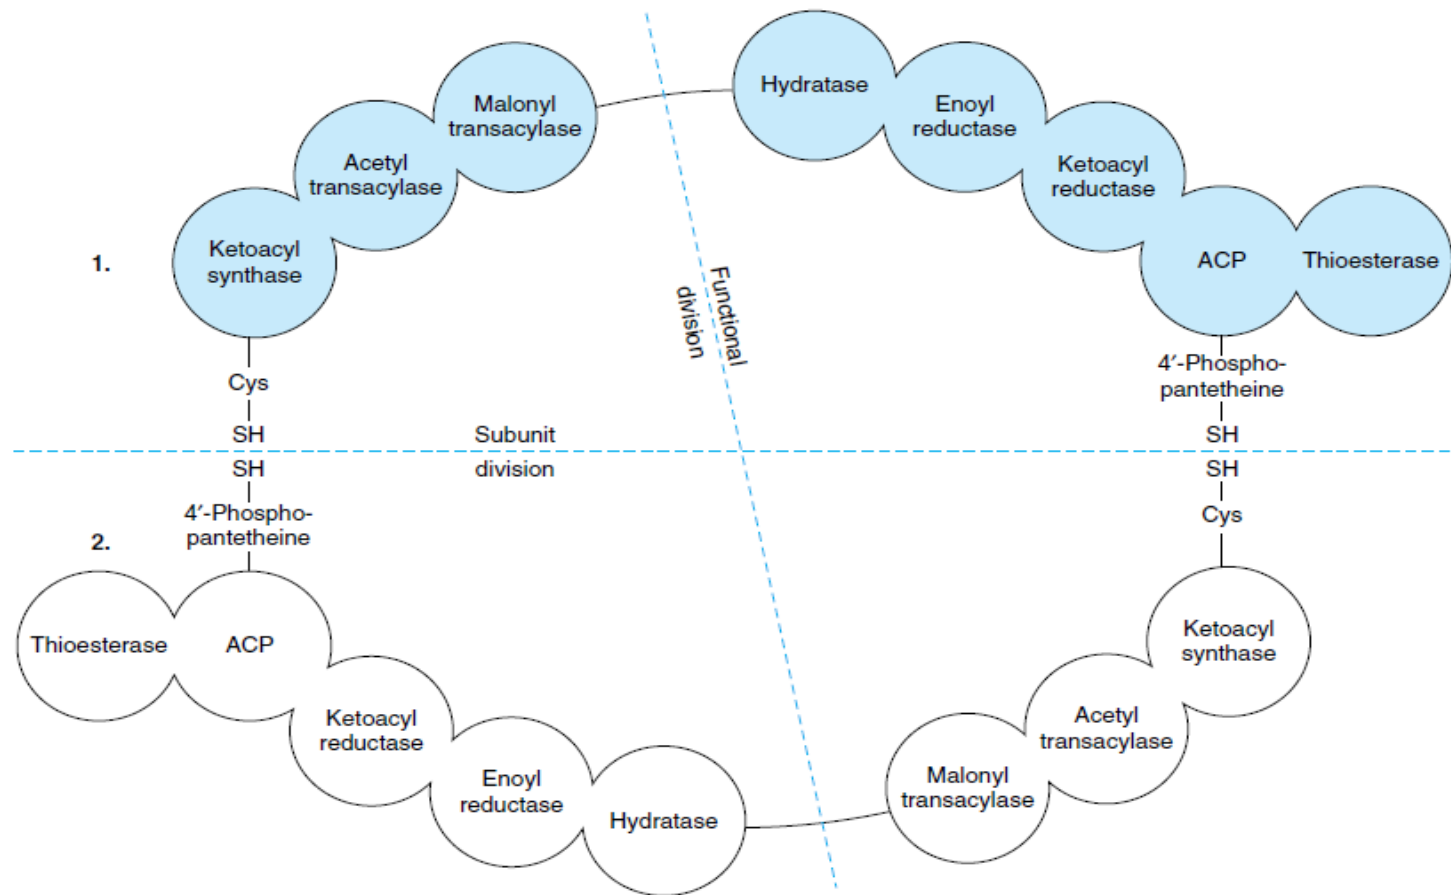 Hydratase
Malonyl
transacylase
Enoyl
reductase
Acetyl
transacylase
Ketoacyl
reductase
Ketoacyl
synthase
1.
ACP
Thioesterase
Functional
division
Cys
4′-Phospho-
pantetheine
SH
Subunit
SH
SH
division
SH
4′-Phospho-
pantetheine
Cys
2.
Thioesterase
ACP
Ketoacyl
synthase
Ketoacyl
reductase
Acetyl
transacylase
Enoyl
reductase
Malonyl
transacylase
Hydratase